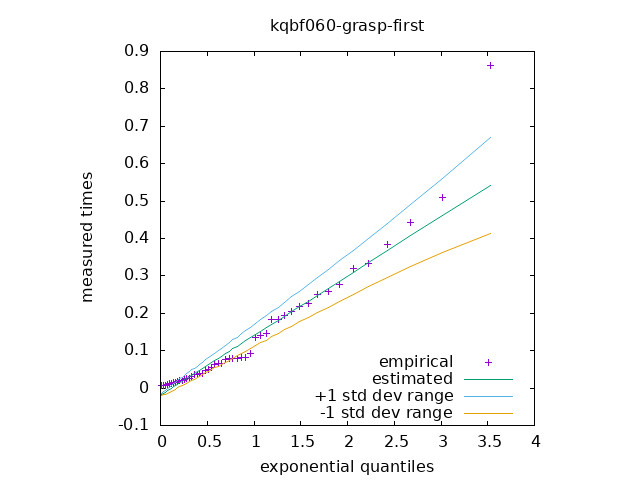 kqbf060-grasp-first
0.9
0.8
0.7
0.6
0.5
0.4
0.3
0.2
0.1
0
-0.1
measured times
empirical
estimated
+1 std dev range
-1 std dev range
0 0.5 1 1.5 2 2.5 3 3.5 4
exponential quantiles